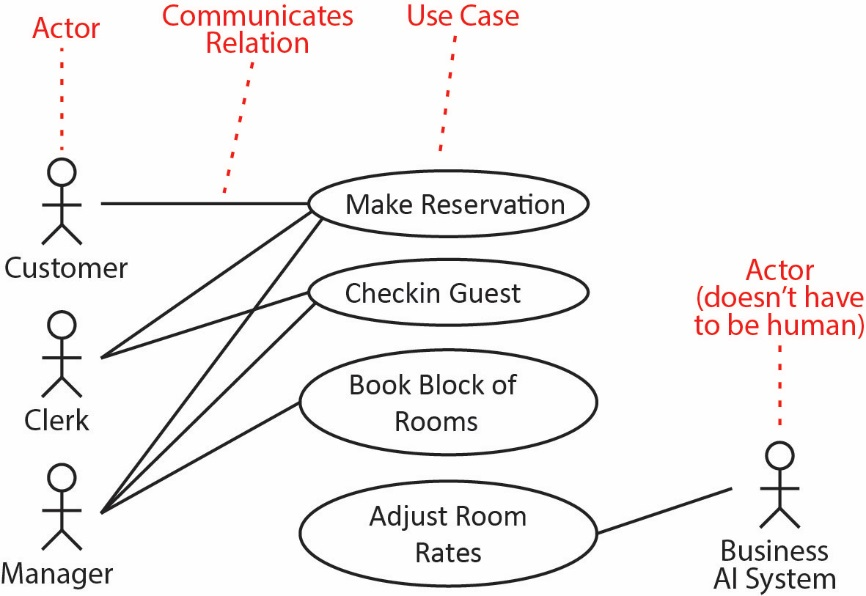 Actor
Communicates
Relation
Use Case
Customer
Make Reservation
Checkin Guest
Clerk
Book Block of
Rooms
Manager
Adjust Room
Rates
Actor
(doesn't have
to be human)
Business
AI System